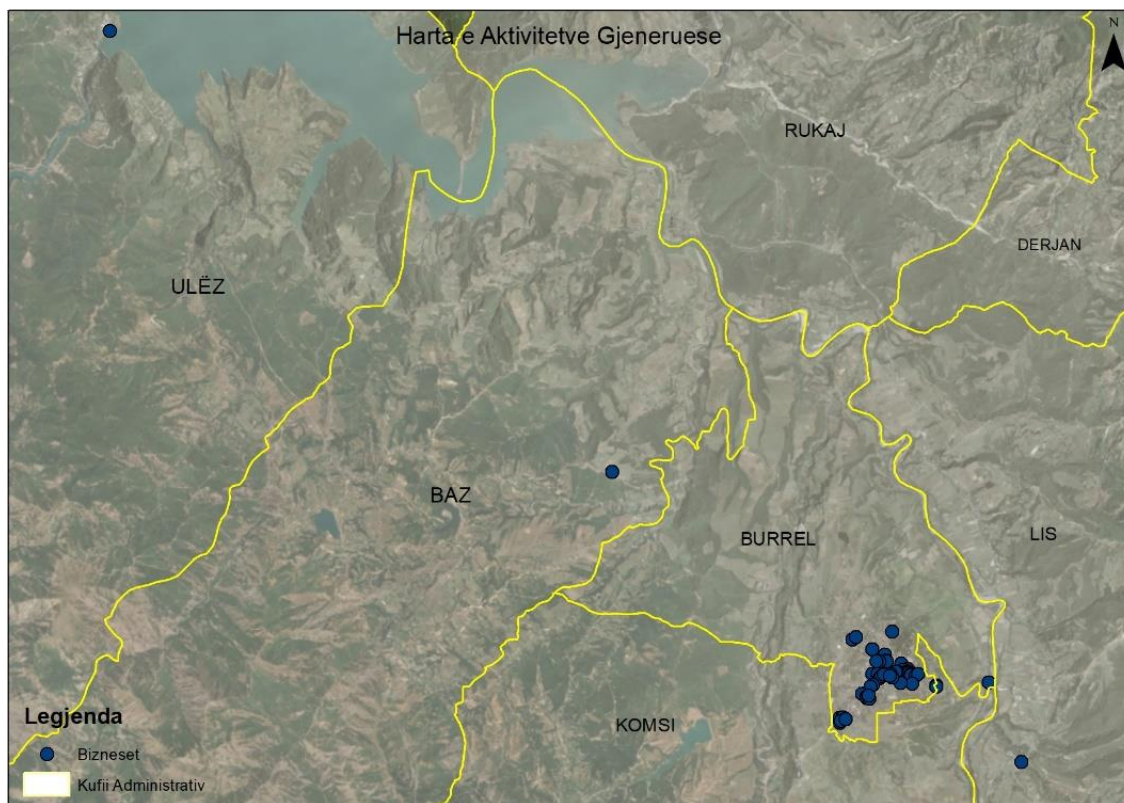 Harta e Aktivitetve Gjeneruese
N
RUKAJ
DERJAN
ULËZ
BAZ
BURREL
LIS
KOMSI
Legjenda
Bizneset
Kufii Administrativ